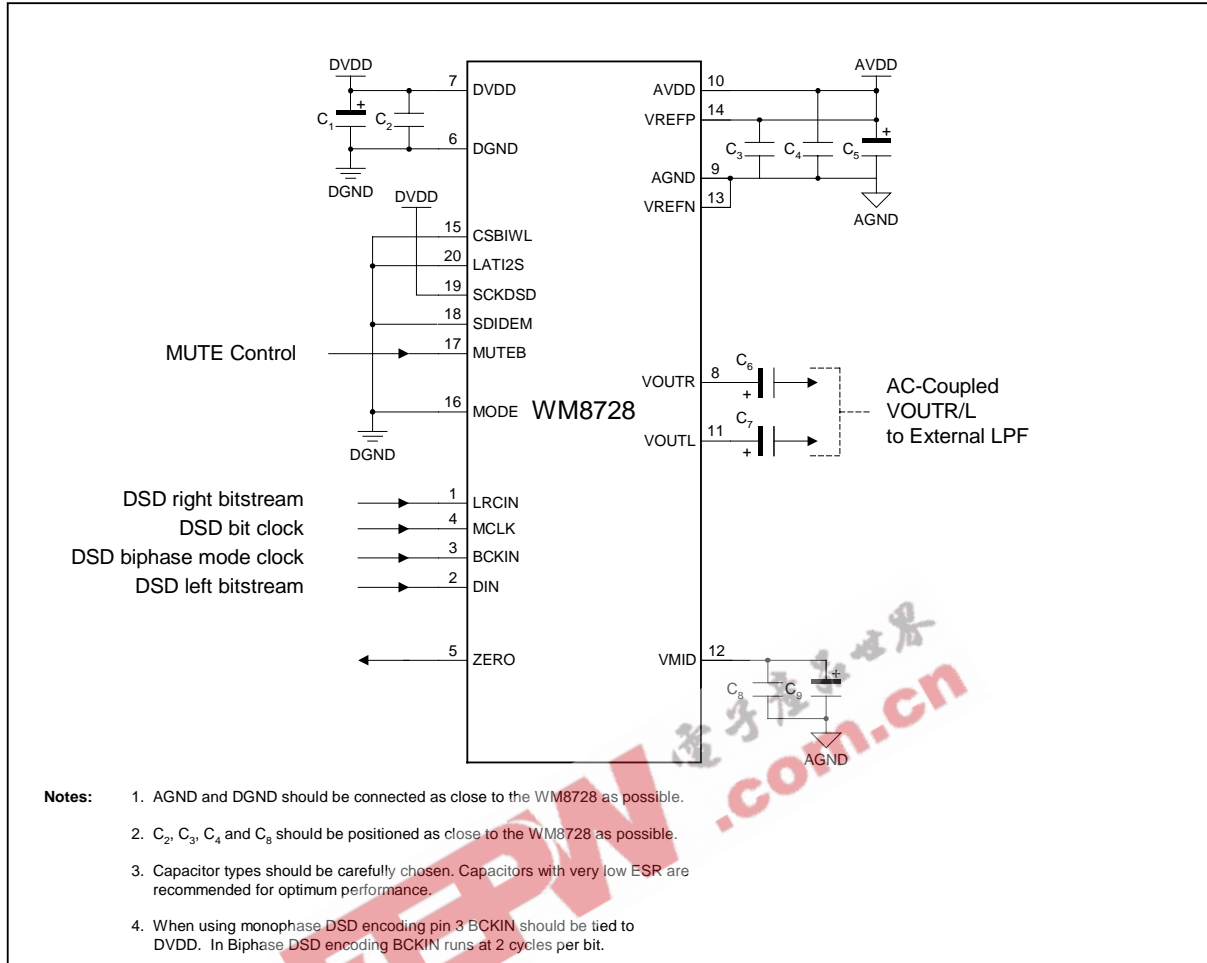 DVDD
AVDD
7 DVDD
AVDD 10
VREFP 14
C1 + C2
6 DGND
C3 C4 C5 +
AGND 9
DGND
DVDD
VREFN 13
AGND
15 CSBIWL
20 LATI2S
19 SCKDSD
18 SDIDEM
MUTE Control 17 MUTEB
VOUTR 8 C6 +
AC-Coupled
VOUTR/L
to External LPF
16 MODE
WM8728
VOUTL 11 C7 +
DGND
DSD right bitstream 1 LRCIN
DSD bit clock 4 MCLK
DSD biphase mode clock 3 BCKIN
DSD left bitstream 2 DIN
5 ZERO
VMID 12
C8 C9 +
AGND
電子產品世界
.com.cn
EEPW
Notes: 1. AGND and DGND should be connected as close to the WM8728 as possible.
2. C2, C3, C4 and C8 should be positioned as close to the WM8728 as possible.
3. Capacitor types should be carefully chosen. Capacitors with very low ESR are
recommended for optimum performance.
4. When using monophase DSD encoding pin 3 BCKIN should be tied to
DVDD. In Biphase DSD encoding BCKIN runs at 2 cycles per bit.